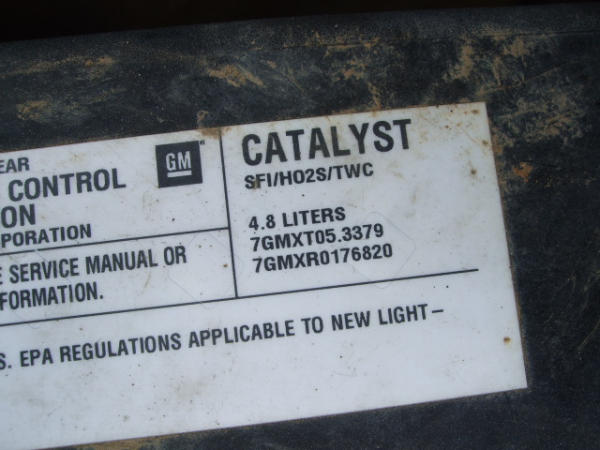 EAR
CONTROL
ON
PORATION
GM
CATALYST
SFI/HO2S/TWC
4.8 LITERS
7GMXT05.3379
7GMXR0176820
E SERVICE MANUAL OR
FORMATION.
S. EPA REGULATIONS APPLICABLE TO NEW LIGHT–